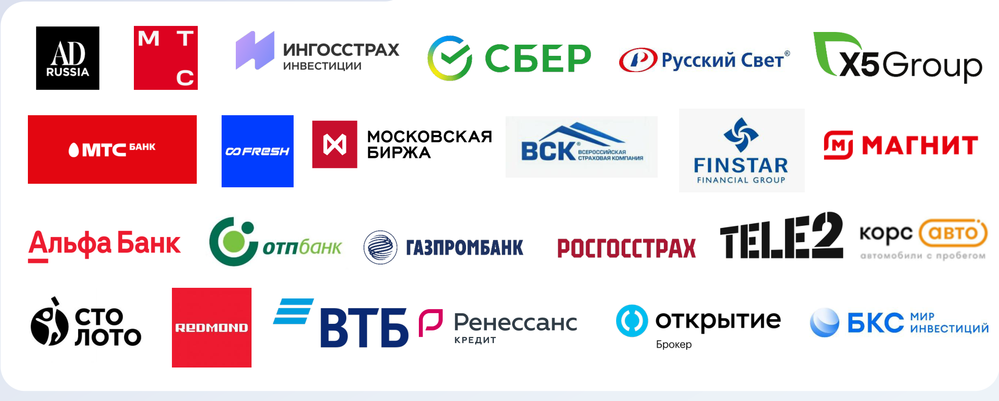 AD
RUSSIA
М Т
С
ИНГОССТРАХ
ИНВЕСТИЦИИ
СБЕР
Русский Свет®
X5Group
МТС БАНК
FRESH
МОСКОВСКАЯ
БИРЖА
ВСК®
ВСЕРОССИЙСКАЯ
СТРАХОВАЯ КОМПАНИЯ
FINSTAR
FINANCIAL GROUP
МАГНИТ
Альфа Банк
отпбанк
ГАЗПРОМБАНК
РОСГОССТРАХ
TELE2
корс авто
автомобили с пробегом
СТО
ЛОТО
REDMOND
ВТБ
Ренессанс
КРЕДИТ
открытие
Брокер
БКС
МИР
ИНВЕСТИЦИЙ